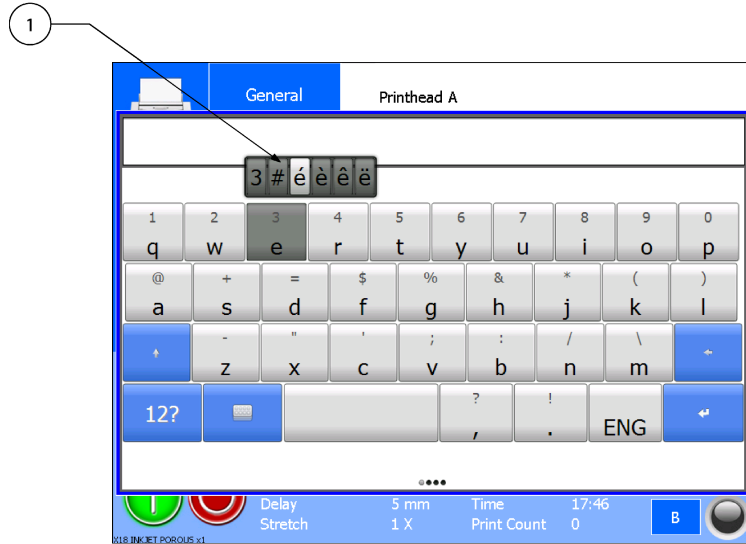 1
General Printhead A
3 # é è ê ë
1 2 3 4 5 6 7 8 9 0
q w e r t y u i o p
@ + = $ % & * ( )
a s d f g h j k l
- " ' ; : / \
z x c v b n m
? !
12? , . ENG
Delay 5 mm Time 17:46
Stretch 1 X Print Count 0
B
X18 INKJET POROUS x1